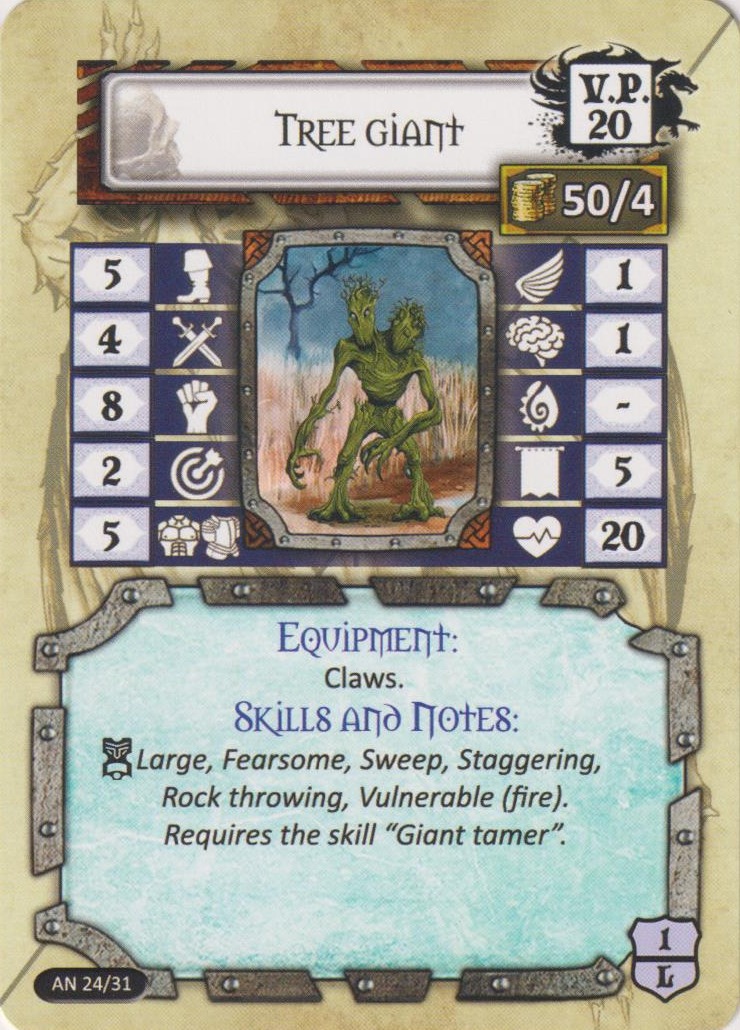 Tree Giant
V.P.
20
50/4
5
1
4
1
8
-
2
5
5
20
Equipment:
Claws.
Skills and Notes:
Large, Fearsome, Sweep, Staggering,
Rock throwing, Vulnerable (fire).
Requires the skill “Giant tamer”.
1
L
AN 24/31